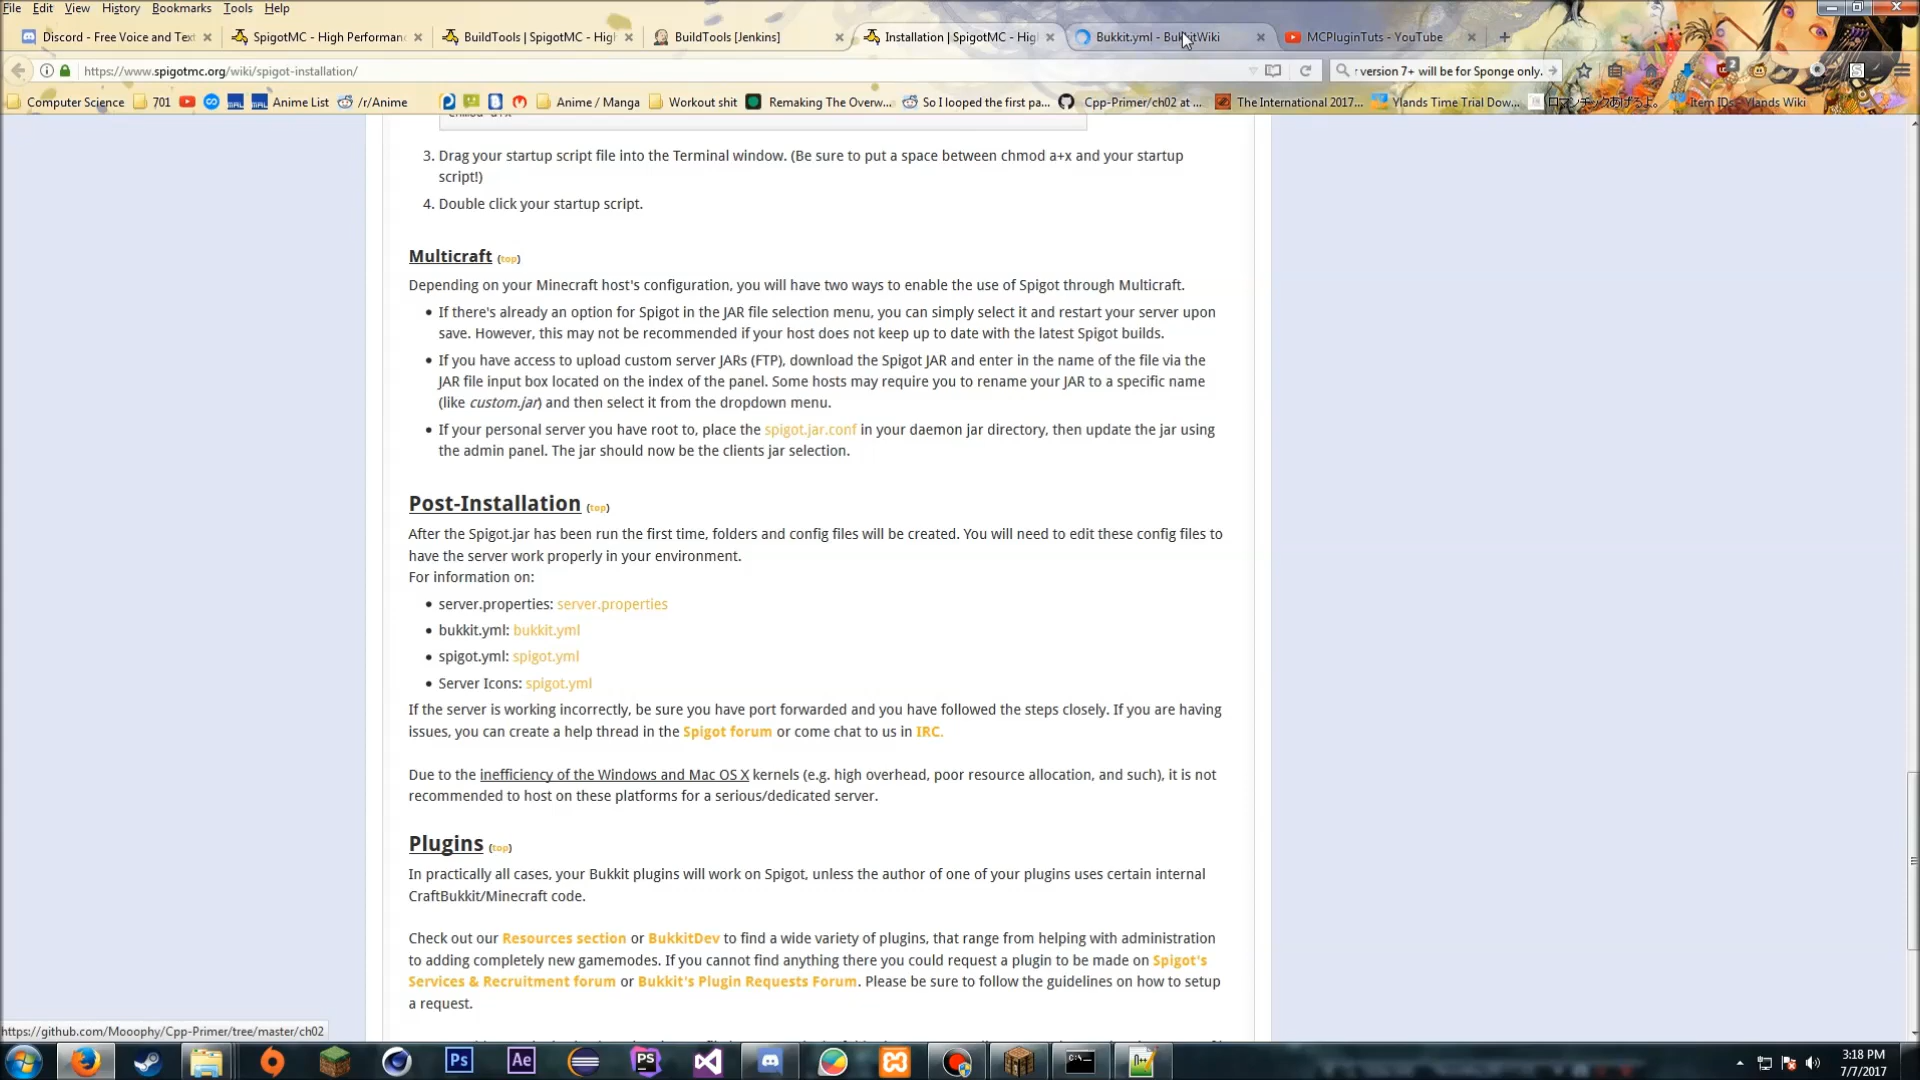 File Edit View History Bookmarks Tools Help
Discord - Free Voice and Text
SpigotMC - High Performan
BuildTools | SpigotMC - High
BuildTools [Jenkins]
Installation | SpigotMC - Hig
Bukkit.yml - BukkitWiki
MCPluginTuts - YouTube
https://www.spigotmc.org/wiki/spigot-installation/
version 7+ will be for Sponge only,
Computer Science 701 Anime List /r/Anime Anime / Manga Workout shit Remaking The Overw... So I looped the first pa... Cpp-Primer/ch02 at ... The International 2017... Ylands Time Trial Dow... ロマンチックあげるよ。 Item IDs - Ylands Wiki
chmod a+x
3. Drag your startup script file into the Terminal window. (Be sure to put a space between chmod a+x and your startup
script!)
4. Double click your startup script.
Multicraft (top)
Depending on your Minecraft host's configuration, you will have two ways to enable the use of Spigot through Multicraft.
• If there's already an option for Spigot in the JAR file selection menu, you can simply select it and restart your server upon
save. However, this may not be recommended if your host does not keep up to date with the latest Spigot builds.
• If you have access to upload custom server JARs (FTP), download the Spigot JAR and enter in the name of the file via the
JAR file input box located on the index of the panel. Some hosts may require you to rename your JAR to a specific name
(like custom.jar) and then select it from the dropdown menu.
• If your personal server you have root to, place the spigot.jar.conf in your daemon jar directory, then update the jar using
the admin panel. The jar should now be the clients jar selection.
Post-Installation (top)
After the Spigot.jar has been run the first time, folders and config files will be created. You will need to edit these config files to
have the server work properly in your environment.
For information on:
• server.properties: server.properties
• bukkit.yml: bukkit.yml
• spigot.yml: spigot.yml
• Server Icons: spigot.yml
If the server is working incorrectly, be sure you have port forwarded and you have followed the steps closely. If you are having
issues, you can create a help thread in the Spigot forum or come chat to us in IRC.
Due to the inefficiency of the Windows and Mac OS X kernels (e.g. high overhead, poor resource allocation, and such), it is not
recommended to host on these platforms for a serious/dedicated server.
Plugins (top)
In practically all cases, your Bukkit plugins will work on Spigot, unless the author of one of your plugins uses certain internal
CraftBukkit/Minecraft code.
Check out our Resources section or BukkitDev to find a wide variety of plugins, that range from helping with administration
to adding completely new gamemodes. If you cannot find anything there you could request a plugin to be made on Spigot's
Services & Recruitment forum or Bukkit's Plugin Requests Forum. Please be sure to follow the guidelines on how to setup
a request.
https://github.com/Mooophy/Cpp-Primer/tree/master/ch02
3:18 PM
7/7/2017